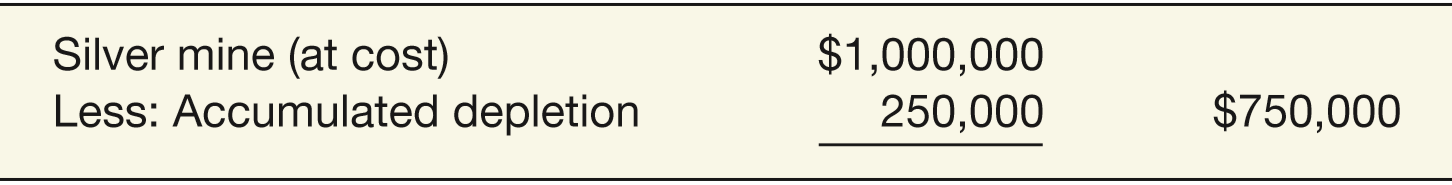 Silver mine (at cost) $1,000,000
Less: Accumulated depletion 250,000 $750,000